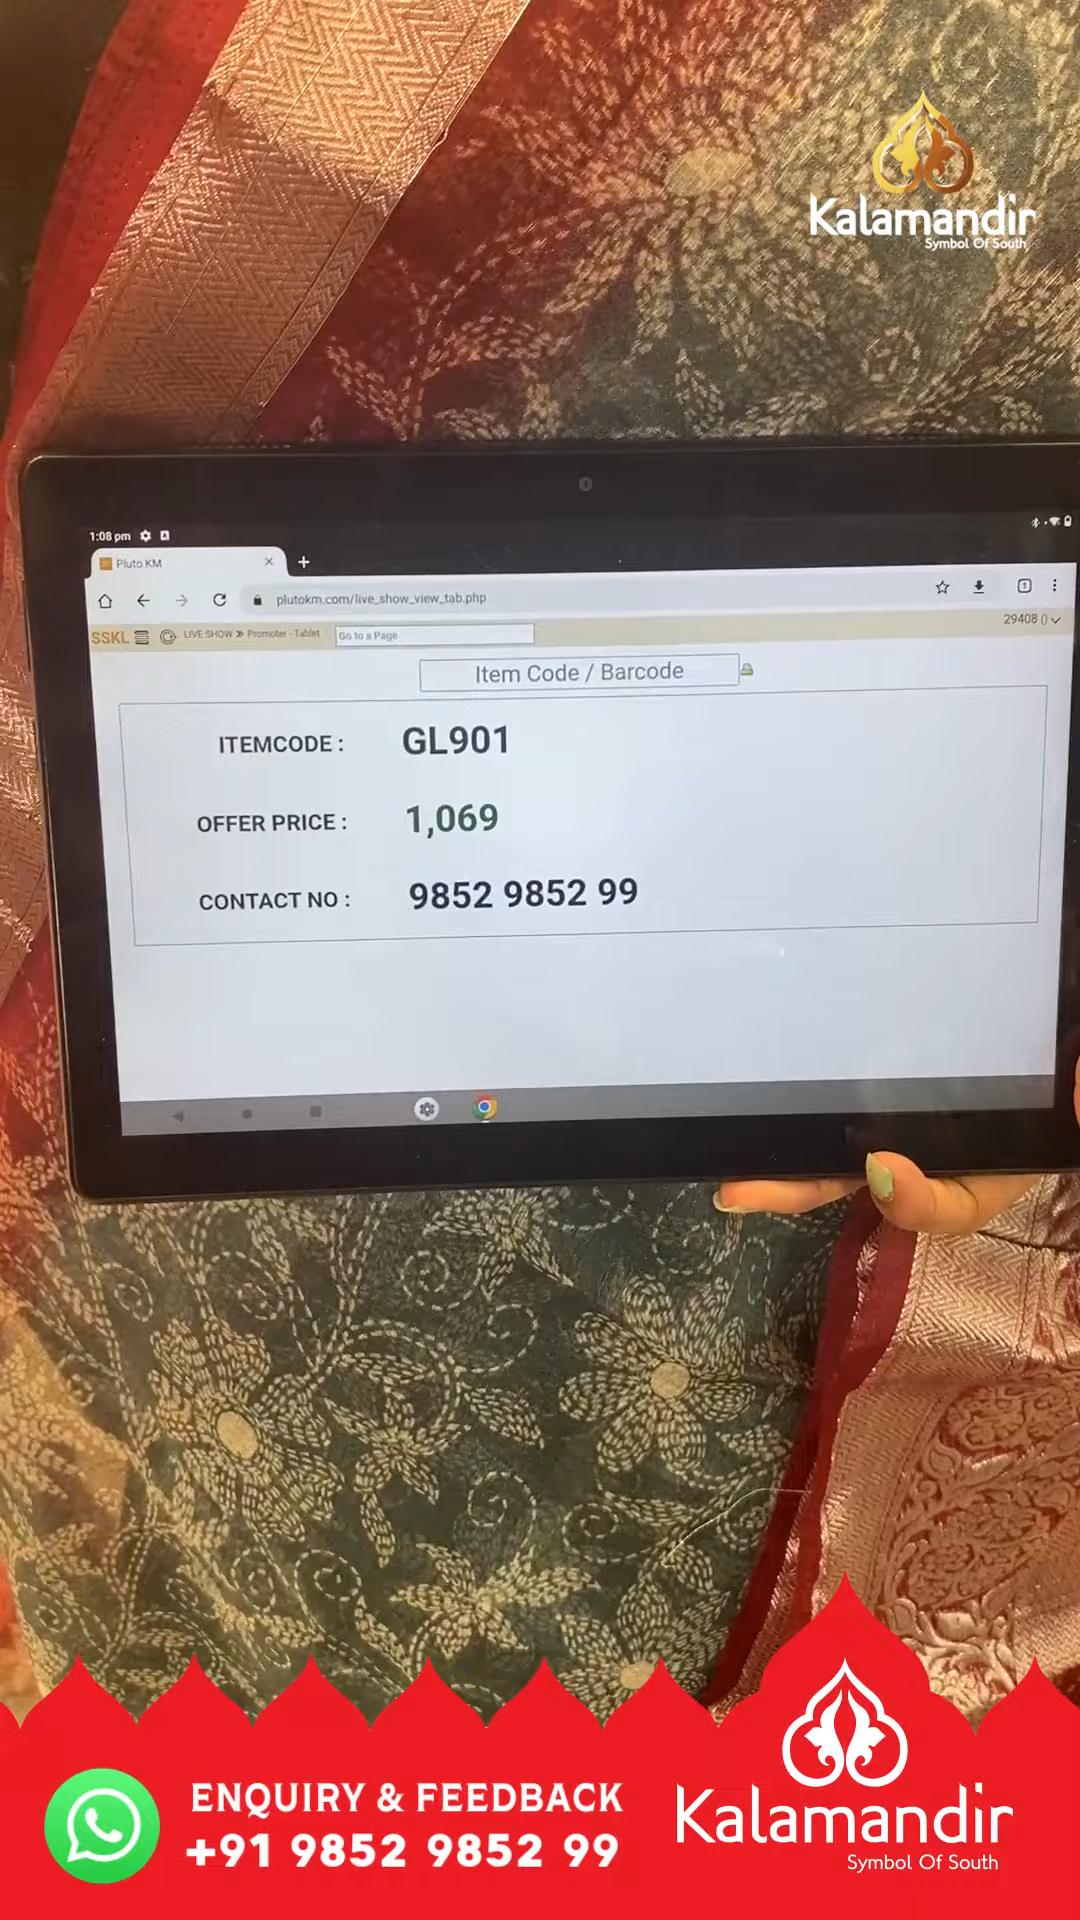 Kalamandir
Symbol Of South
1:08 pm
Pluto KM
plutokm.com/live_show_view_tab.php
29408 ()
SSKL
LIVE SHOW » Promoter - Tablet
Go to a Page
Item Code / Barcode
ITEMCODE : GL901
OFFER PRICE : 1,069
CONTACT NO : 9852 9852 99
ENQUIRY & FEEDBACK
+91 9852 9852 99
Kalamandir
Symbol Of South